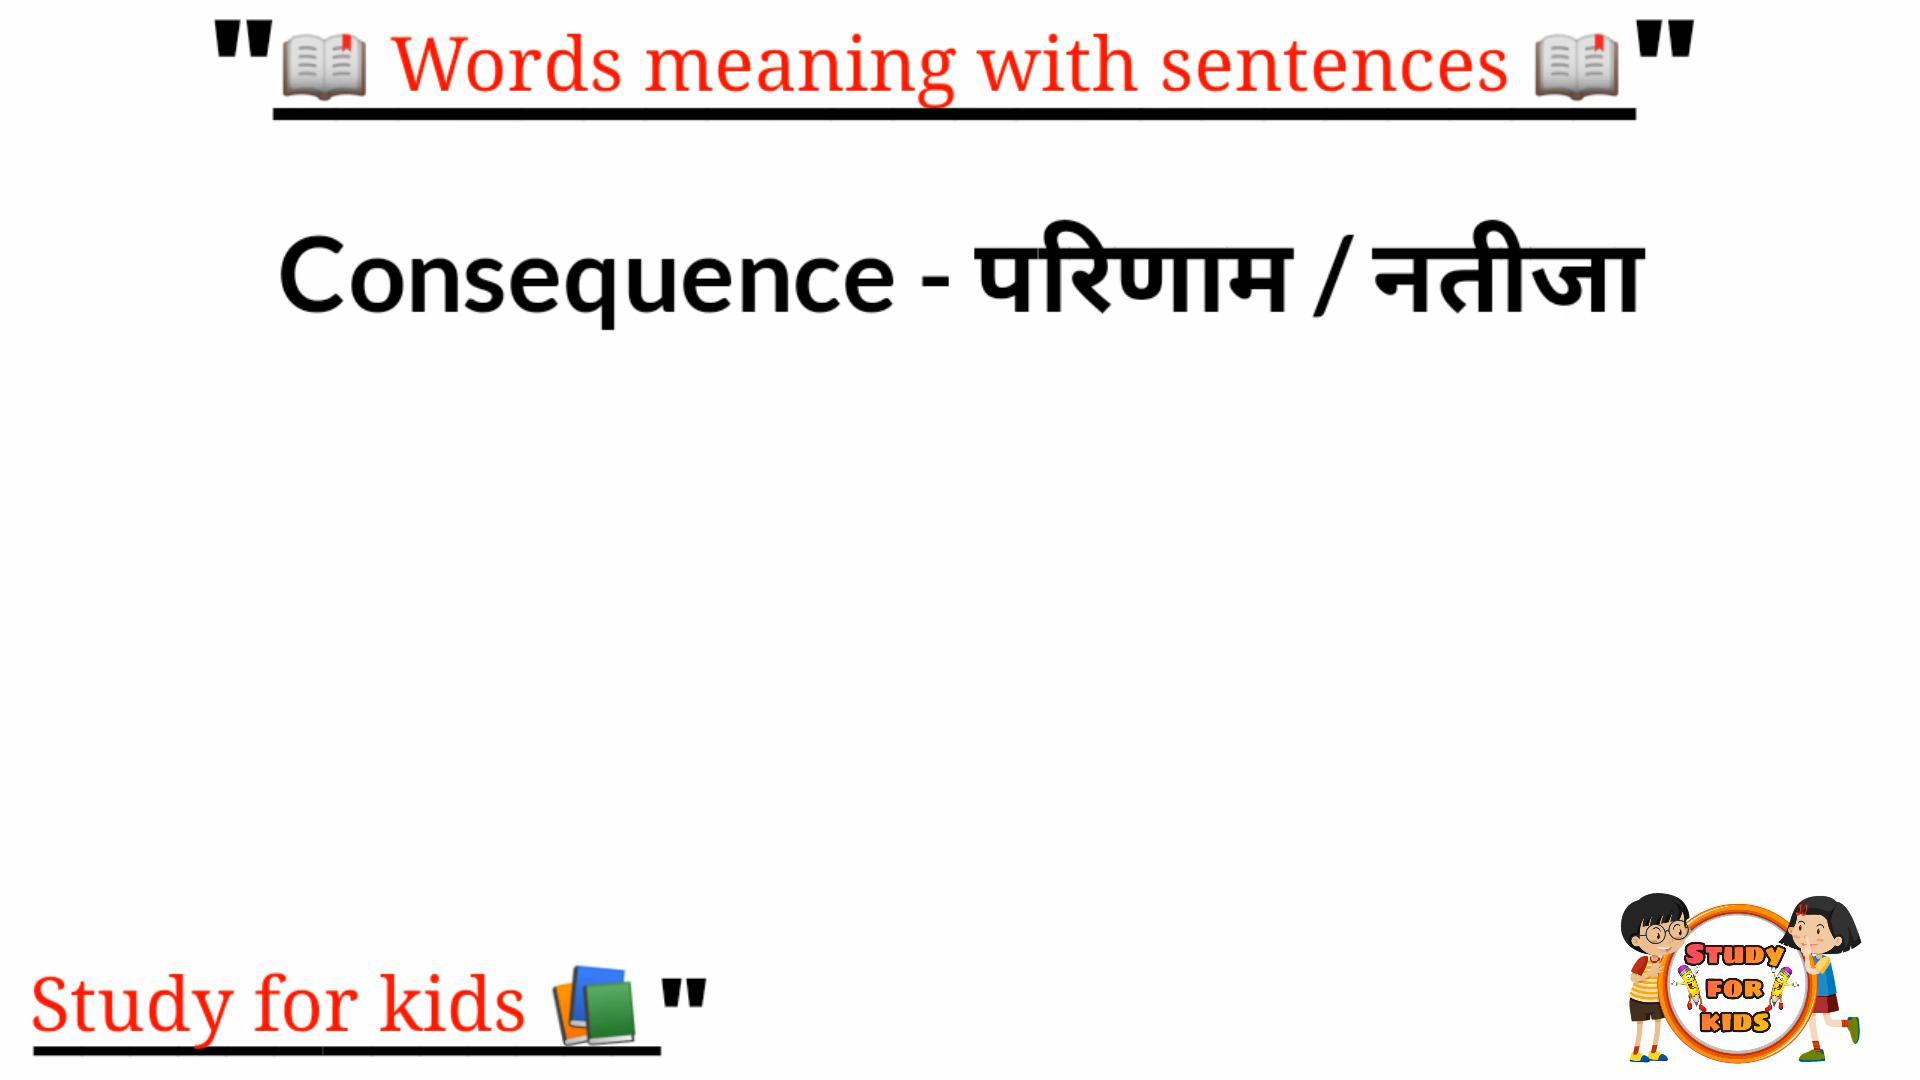 "📖 Words meaning with sentences 📖"
Consequence - परिणाम / नतीजा
Study for kids 📚"
STUDY
FOR
KIDS